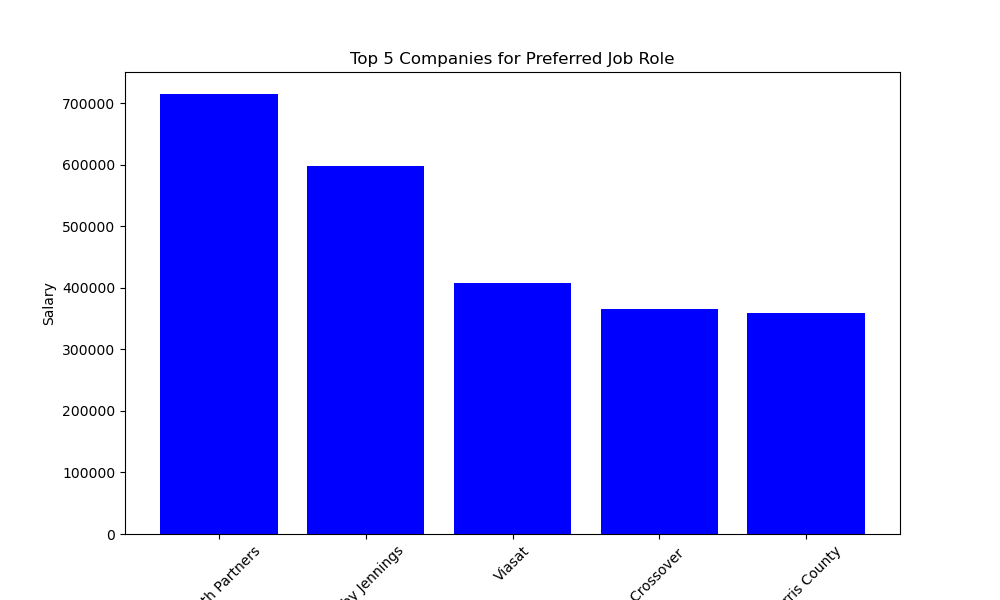 Top 5 Companies for Preferred Job Role
Salary
700000
600000
500000
400000
300000
200000
100000
0
Partners
Jennings
Viasat
Crossover
County